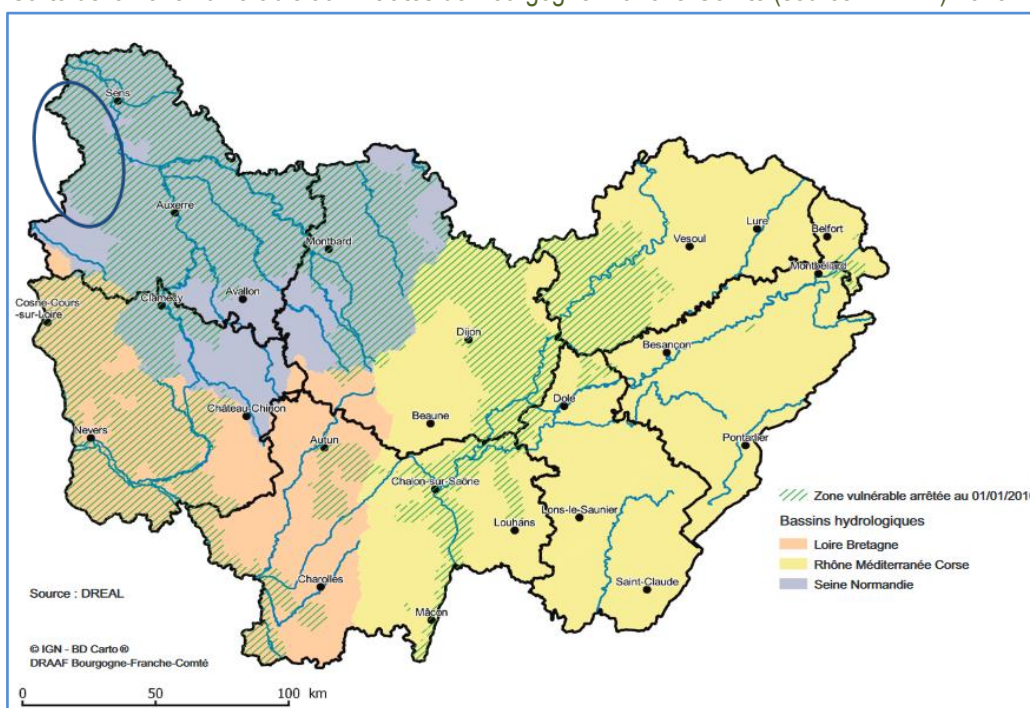 Sens
Auxerre
Montbard
Avallon
Clamecy
Cosne-Cours
-sur-Loire
Château-Chinon
Nevers
Autun
Charolles
Dijon
Beaune
Chalon-sur-Saône
Louhans
Mâcon
Dole
Lons-le-Saunier
Saint-Claude
Vesoul
Lure
Belfort
Montbéliard
Besançon
Pontarlier
Zone vulnérable arrêtée au
Bassins hydrologiques
Loire Bretagne
Rhône Méditerranée Corse
Seine Normandie
Source : DREAL
© IGN - BD Carto ®
DRAAF Bourgogne-Franche-Comté
0 50 100 km